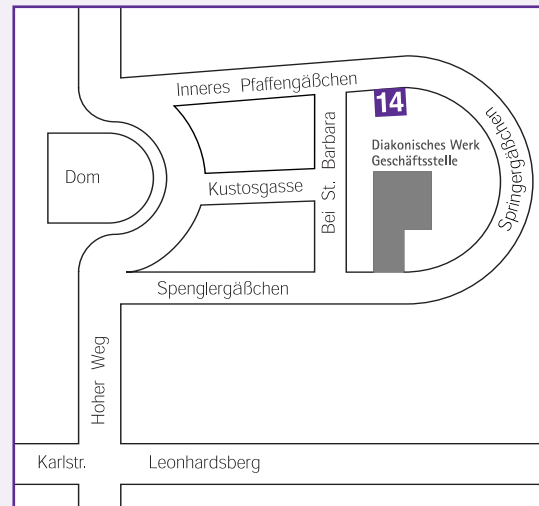 Inneres Pfaffengäßchen
14
Springergäßchen
Diakonisches Werk
Geschäftsstelle
Bei St. Barbara
Dom
Kustosgasse
Spenglergäßchen
Hoher Weg
Karlstr.
Leonhardsberg